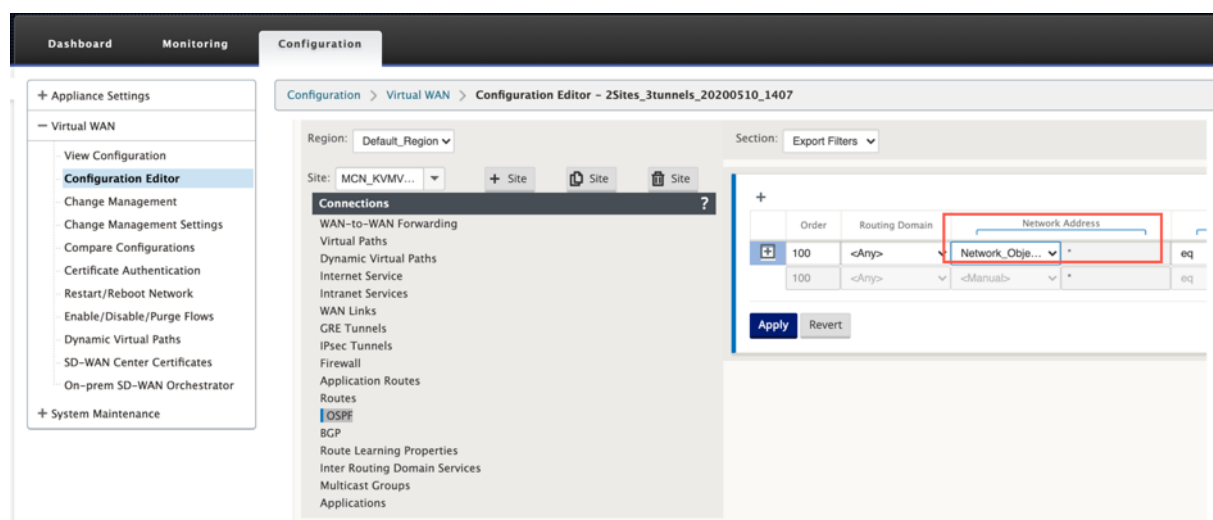 Dashboard Monitoring Configuration
+ Appliance Settings
— Virtual WAN
View Configuration
Configuration Editor
Change Management
Change Management Settings
Compare Configurations
Certificate Authentication
Restart/Reboot Network
Enable/Disable/Purge Flows
Dynamic Virtual Paths
SD-WAN Center Certificates
On-prem SD-WAN Orchestrator
+ System Maintenance
Configuration > Virtual WAN > Configuration Editor - 2Sites_3tunnels_20200510_1407
Region: Default_Region
Site: MCN_KVMV... + Site Site Site
Connections ?
WAN-to-WAN Forwarding
Virtual Paths
Dynamic Virtual Paths
Internet Service
Intranet Services
WAN Links
GRE Tunnels
IPsec Tunnels
Firewall
Application Routes
Routes
OSPF
BGP
Route Learning Properties
Inter Routing Domain Services
Multicast Groups
Applications
Section: Export Filters
+
Order Routing Domain Network Address
+ 100 <Any> Network_Obje... * eq
100 <Any> <Manual> * eq
Apply Revert